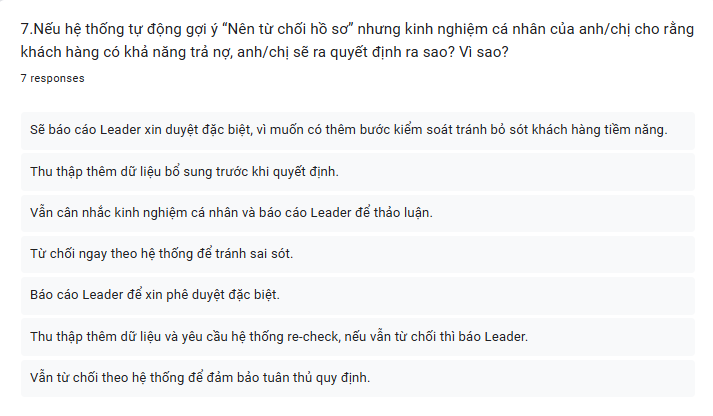 7.Nếu hệ thống tự động gợi ý “Nên từ chối hồ sơ” nhưng kinh nghiệm cá nhân của anh/chị cho rằng
khách hàng có khả năng trả nợ, anh/chị sẽ ra quyết định ra sao? Vì sao?
7 responses
Sẽ báo cáo Leader xin duyệt đặc biệt, vì muốn có thêm bước kiểm soát tránh bỏ sót khách hàng tiềm năng.
Thu thập thêm dữ liệu bổ sung trước khi quyết định.
Vẫn cân nhắc kinh nghiệm cá nhân và báo cáo Leader để thảo luận.
Từ chối ngay theo hệ thống để tránh sai sót.
Báo cáo Leader để xin phê duyệt đặc biệt.
Thu thập thêm dữ liệu và yêu cầu hệ thống re-check, nếu vẫn từ chối thì báo Leader.
Vẫn từ chối theo hệ thống để đảm bảo tuân thủ quy định.